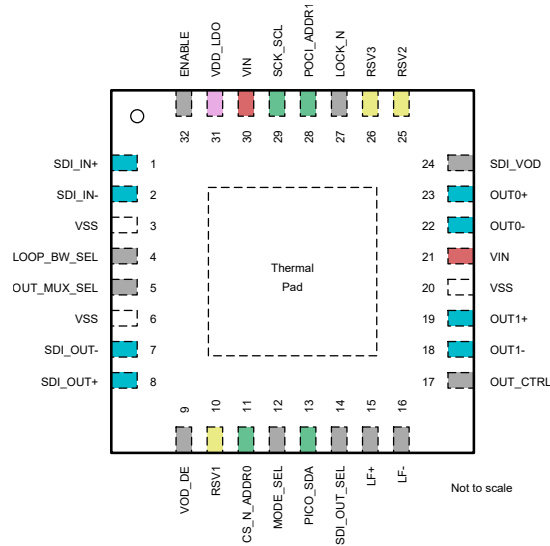 ENABLE
VDD_LDO
VIN
SCK_SCL
POCI_ADDR1
LOCK_N
RSV3
RSV2
32
31
30
29
28
27
26
25
SDI_IN+ 1
SDI_IN- 2
VSS 3
LOOP_BW_SEL 4
OUT_MUX_SEL 5
VSS 6
SDI_OUT- 7
SDI_OUT+ 8
Thermal
Pad
24 SDI_VOD
23 OUT0+
22 OUT0-
21 VIN
20 VSS
19 OUT1+
18 OUT1-
17 OUT_CTRL
9
10
11
12
13
14
15
16
VOD_DE
RSV1
CS_N_ADDR0
MODE_SEL
PICO_SDA
SDI_OUT_SEL
LF+
LF-
Not to scale